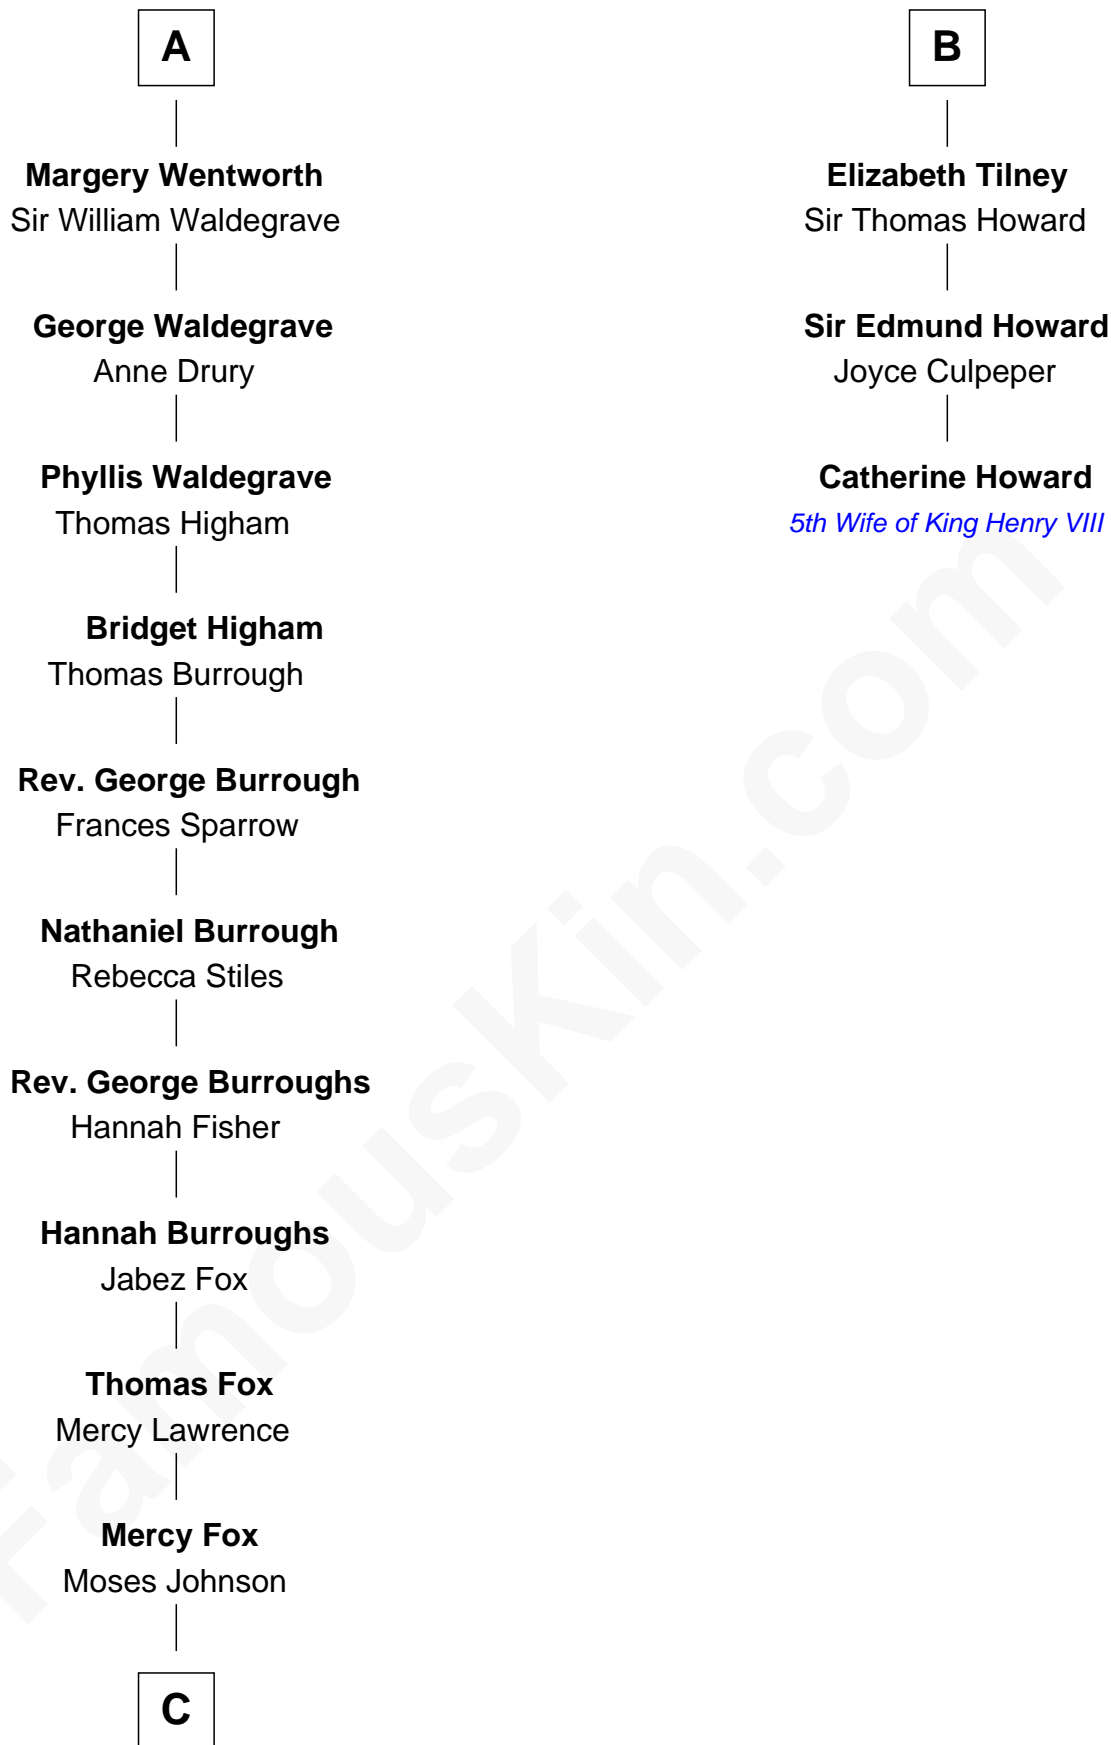 A
Margery Wentworth
Sir William Waldegrave
George Waldegrave
Anne Drury
Phyllis Waldegrave
Thomas Higham
Bridget Higham
Thomas Burrough
Rev. George Burrough
Frances Sparrow
Nathaniel Burrough
Rebecca Stiles
Rev. George Burroughs
Hannah Fisher
Hannah Burroughs
Jabez Fox
Thomas Fox
Mercy Lawrence
Mercy Fox
Moses Johnson
C
B
Elizabeth Tilney
Sir Thomas Howard
Sir Edmund Howard
Joyce Culpeper
Catherine Howard
5th Wife of King Henry VIII
FamousKin.com